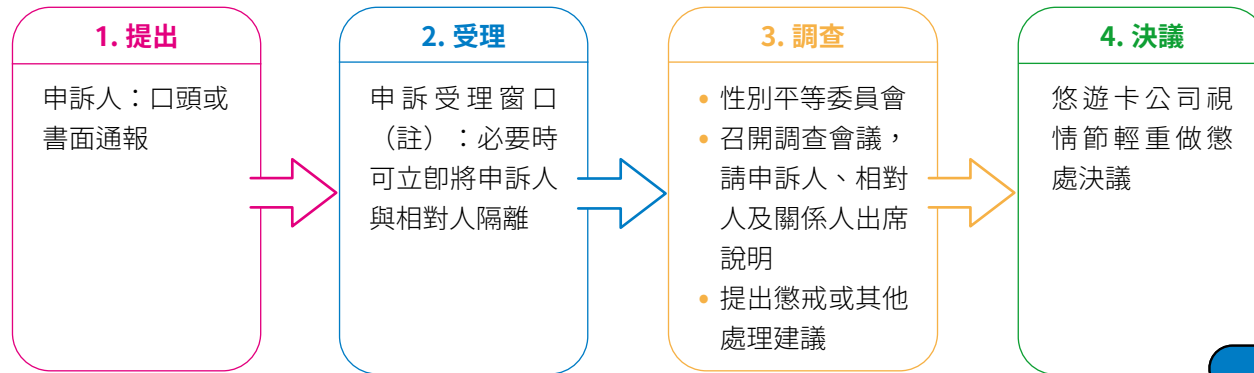 1. 提出
申訴人：口頭或
書面通報
2. 受理
申訴受理窗口
（註）：必要時
可立即將申訴人
與相對人隔離
3. 調查
• 性別平等委員會
• 召開調查會議，
請申訴人、相對
人及關係人出席
說明
• 提出懲戒或其他
處理建議
4. 決議
悠遊卡公司視
情節輕重做懲
處決議